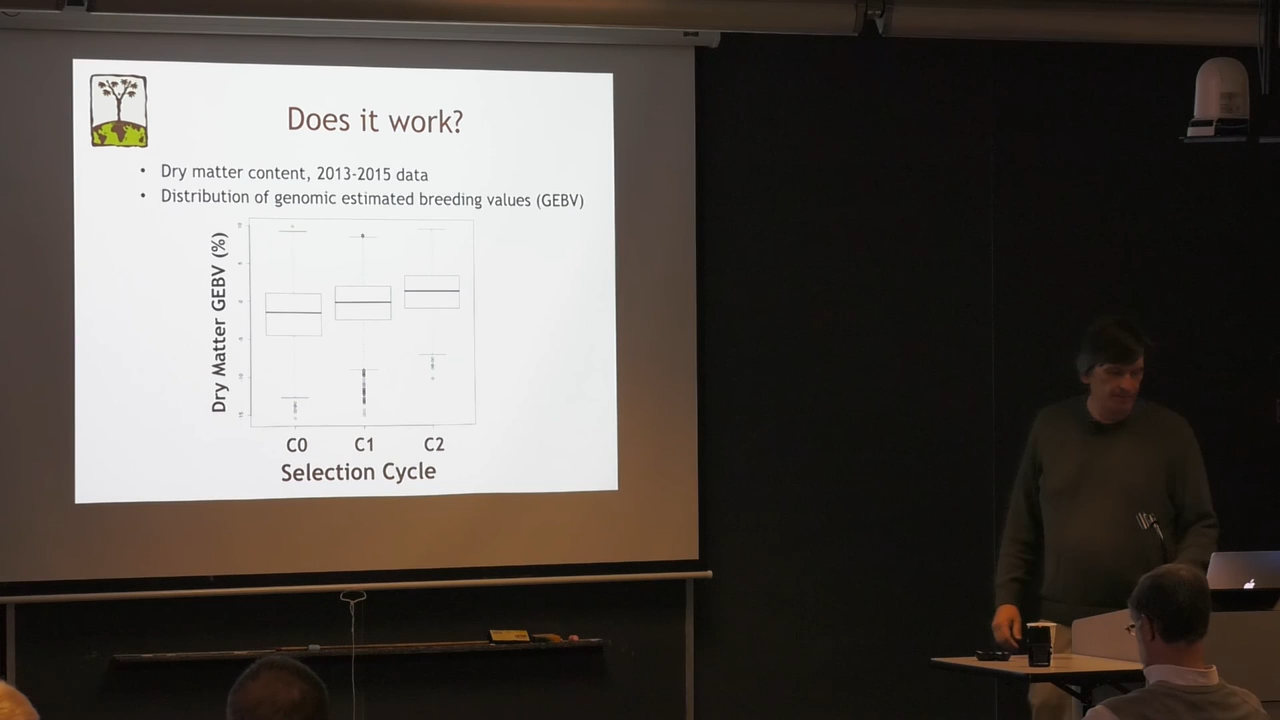 Does it work?
• Dry matter content, 2013-2015 data
• Distribution of genomic estimated breeding values (GEBV)
Dry Matter GEBV (%)
C0 C1 C2
Selection Cycle